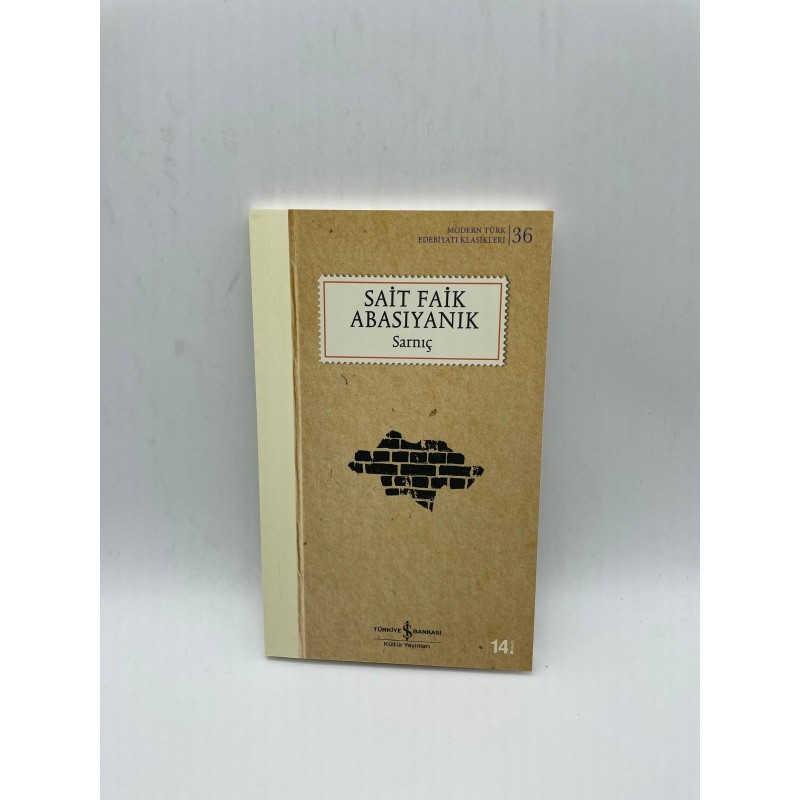 MODERN TÜRK
EDEBİYATI KLASİKLERİ
36
SAİT FAİK
ABASIYANIK
Sarnıç
TÜRKİYE İŞ BANKASI
Kültür Yayınları
14.